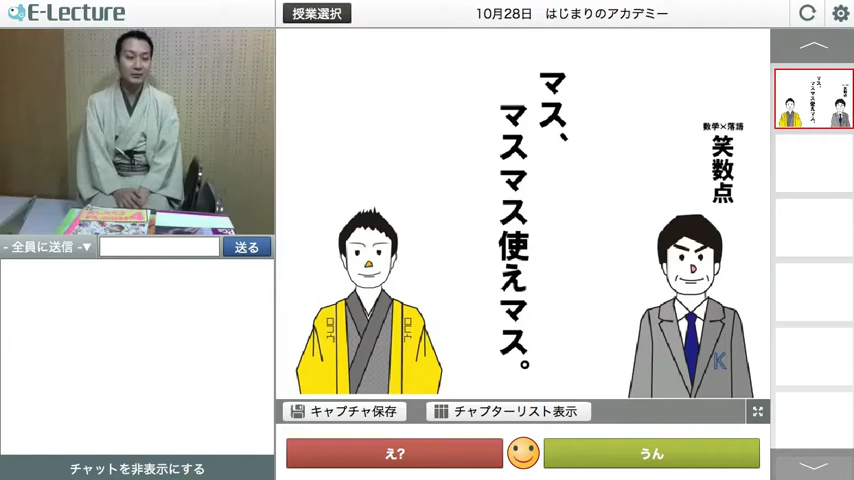 E-Lecture
授業選択
10月28日 はじまりのアカデミー
マス、
マスマス使えマス。
数学×落語
笑数点
K
- 全員に送信 -▼
送る
キャプチャ保存
チャプターリスト表示
え?
うん
チャットを非表示にする